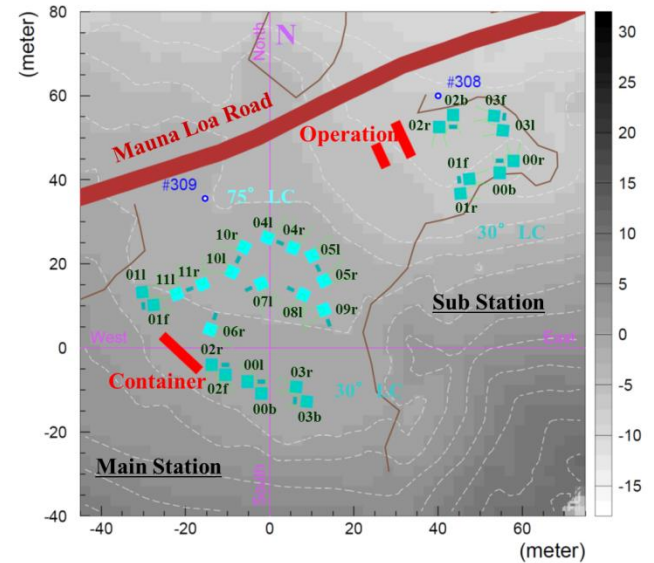 (meter)
80
60
40
20
0
-20
-40
-40
-20
0
20
40
60
(meter)
30
25
20
15
10
5
0
-5
-10
-15
North
N
Mauna Loa Road
#308
02b
03f
02r
03l
Operation
01f
00r
01r
00b
#309
75° LC
30° LC
04l
10r
04r
05l
10l
11r
01l
11l
05r
07l
01f
08l
09r
Sub Station
06r
West
East
02r
Container
00l
03r
02f
30° LC
00b
03b
Main Station
South